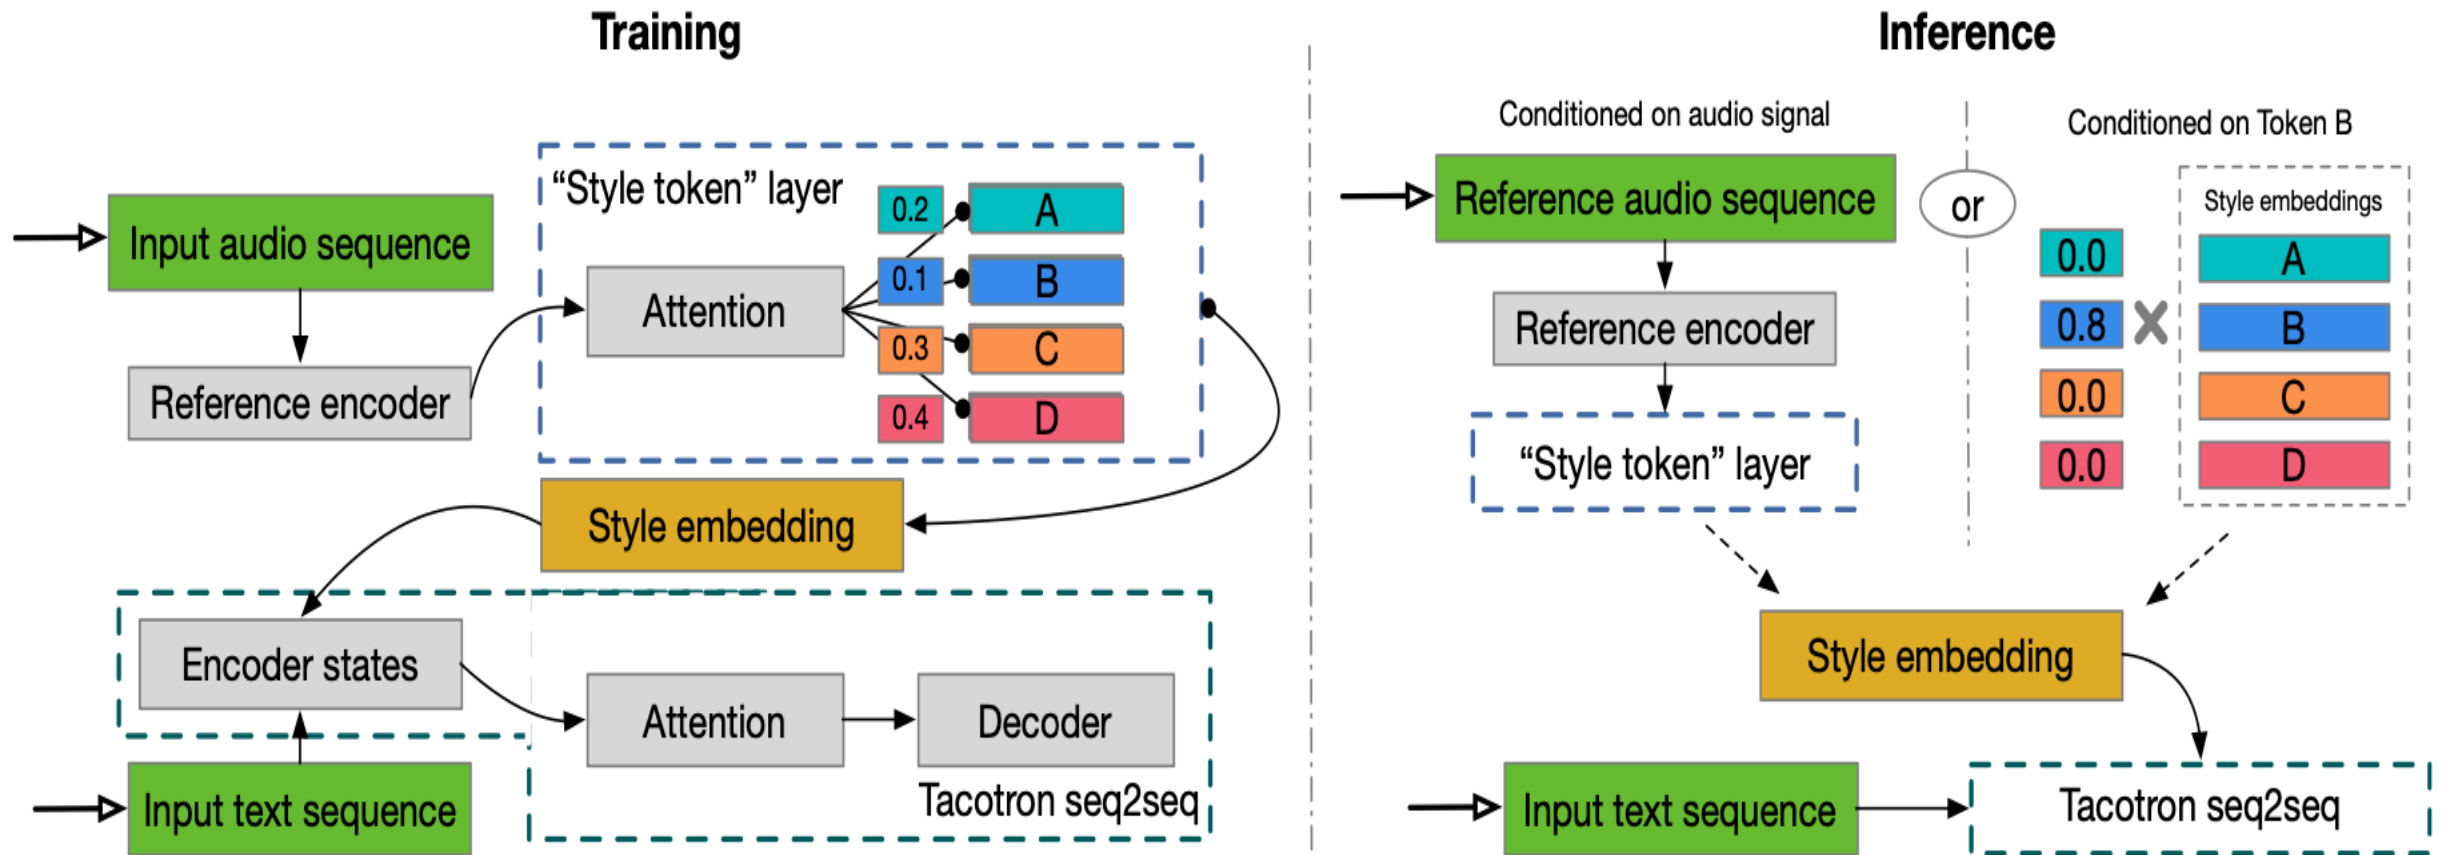 Training
Input audio sequence
Reference encoder
“Style token” layer
Attention
0.2 A
0.1 B
0.3 C
0.4 D
Style embedding
Encoder states
Attention
Decoder
Tacotron seq2seq
Input text sequence
Inference
Conditioned on audio signal
Reference audio sequence
Reference encoder
“Style token” layer
or
Conditioned on Token B
Style embeddings
0.0 A
0.8 X B
0.0 C
0.0 D
Style embedding
Input text sequence
Tacotron seq2seq